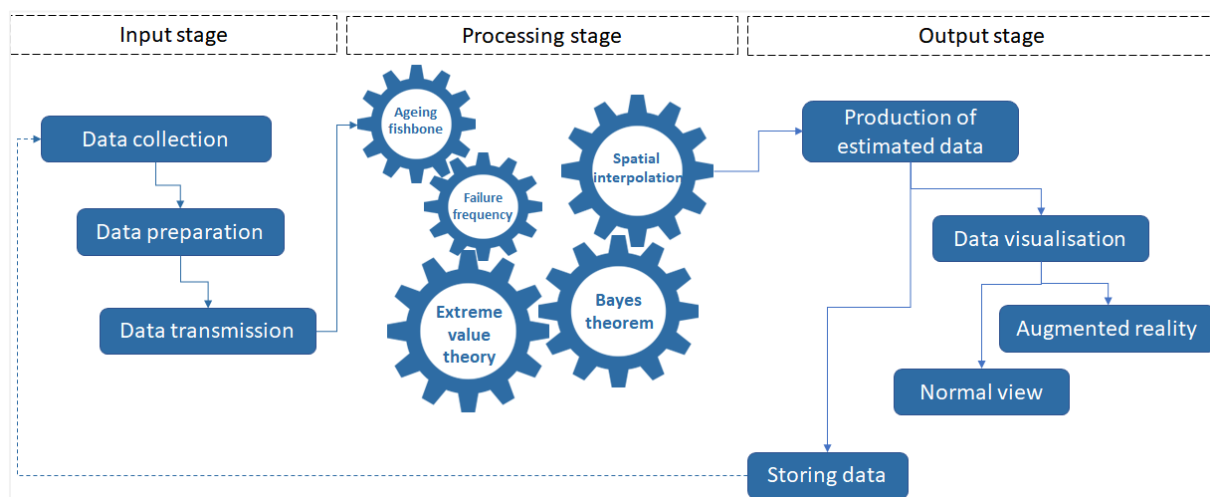 Input stage
Processing stage
Output stage
Data collection
Data preparation
Data transmission
Ageing
fishbone
Failure
frequency
Extreme
value
theory
Bayes
theorem
Spatial
interpolation
Production of
estimated data
Data visualisation
Augmented reality
Normal view
Storing data